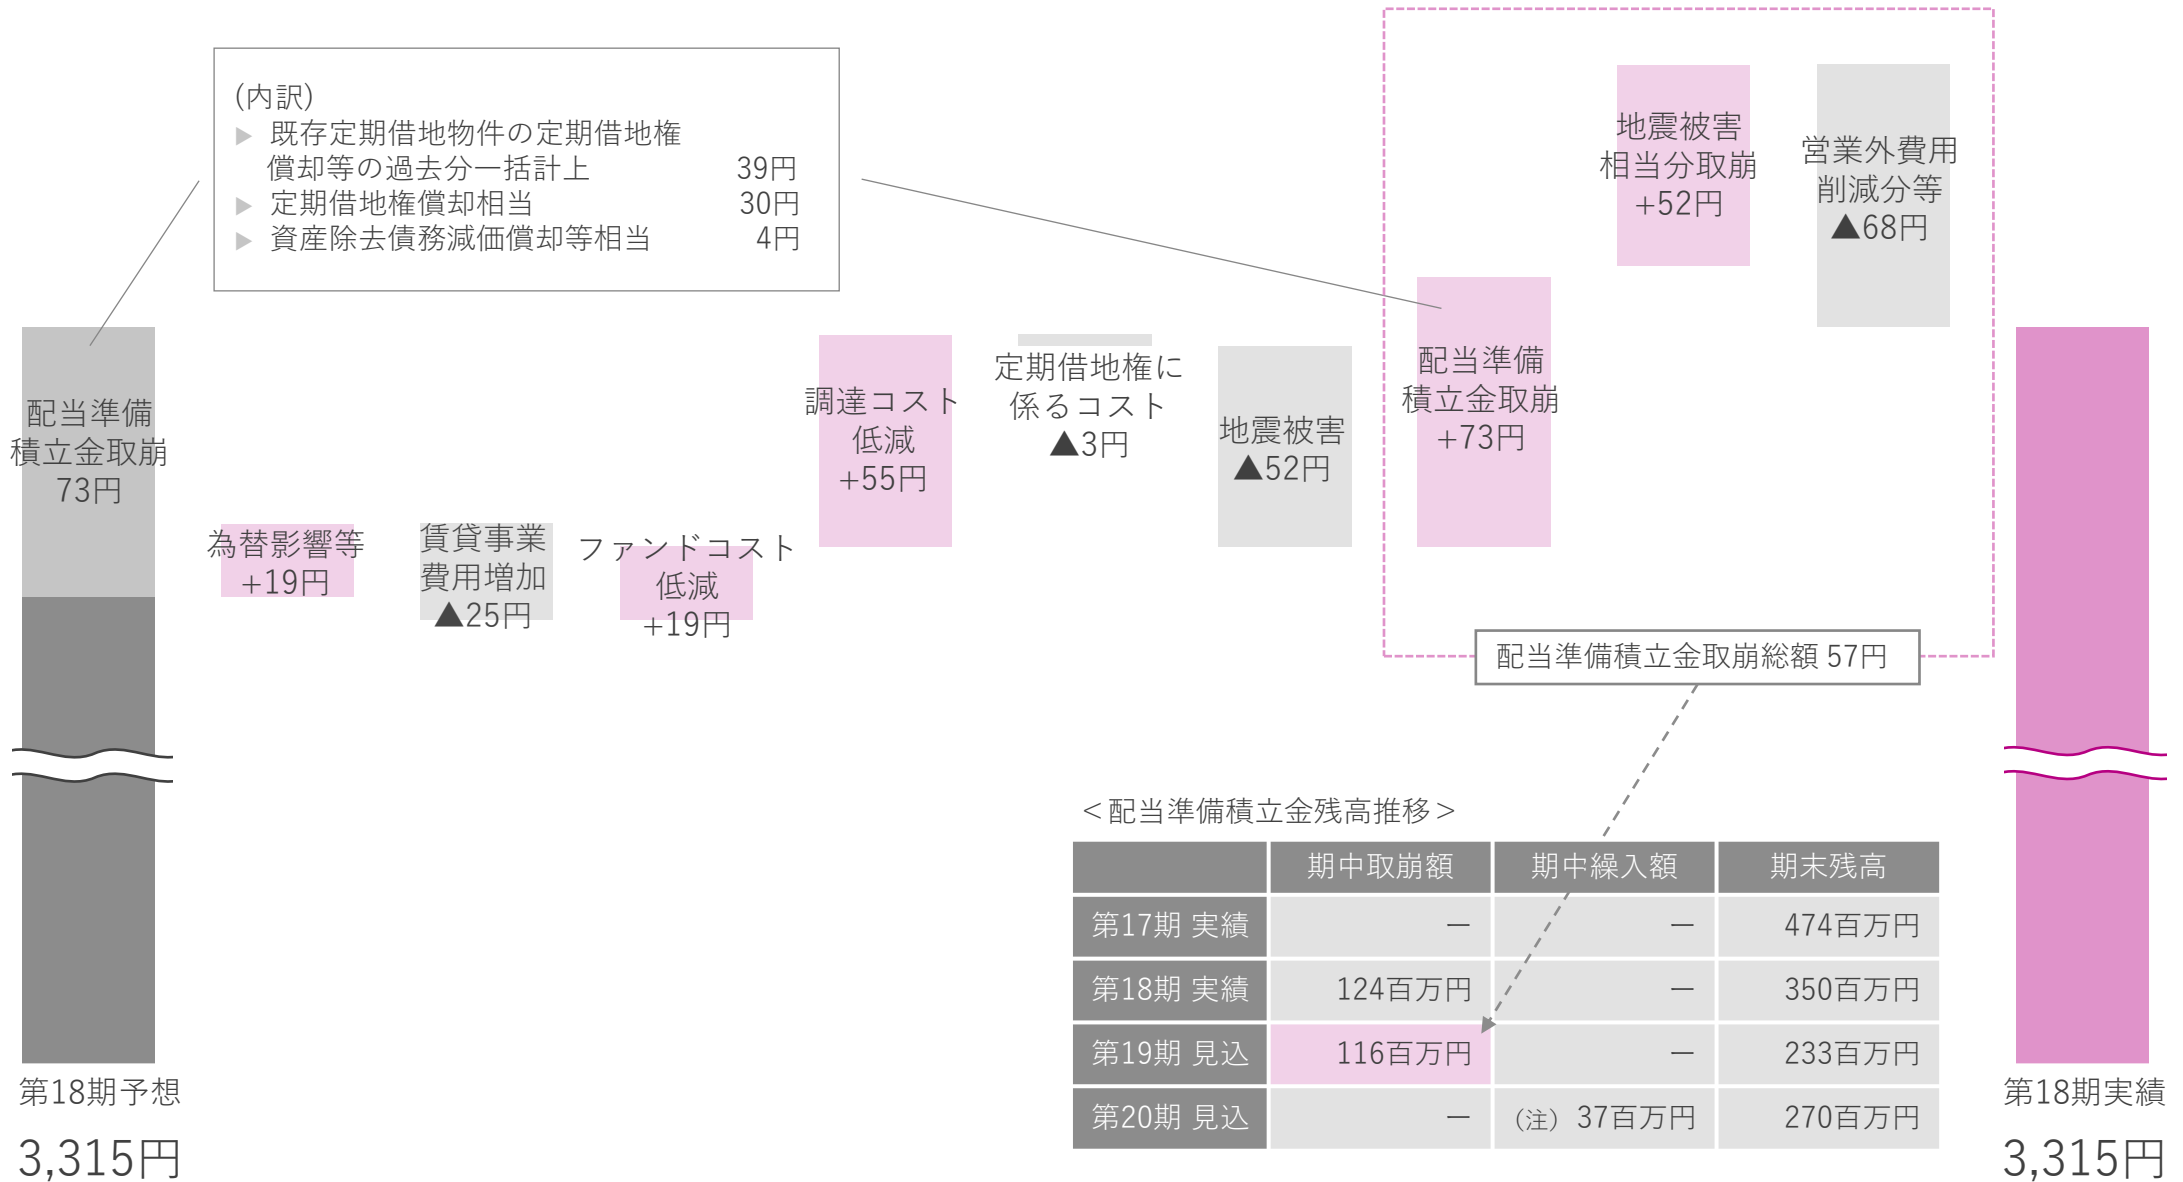 (内訳)
▶ 既存定期借地物件の定期借地権
償却等の過去分一括計上 39円
▶ 定期借地権償却相当 30円
▶ 資産除去債務減価償却等相当 4円
配当準備
積立金取崩
73円
為替影響等
+19円
賃貸事業
費用増加
▲25円
ファンドコスト
低減
+19円
調達コスト
低減
+55円
定期借地権に
係るコスト
▲3円
地震被害
▲52円
配当準備
積立金取崩
+73円
地震被害
相当分取崩
+52円
営業外費用
削減分等
▲68円
配当準備積立金取崩総額 57円
＜配当準備積立金残高推移＞
期中取崩額 期中繰入額 期末残高
第17期 実績 ー ー 474百万円
第18期 実績 124百万円 ー 350百万円
第19期 見込 116百万円 ー 233百万円
第20期 見込 ー （注）37百万円 270百万円
第18期予想
3,315円
第18期実績
3,315円